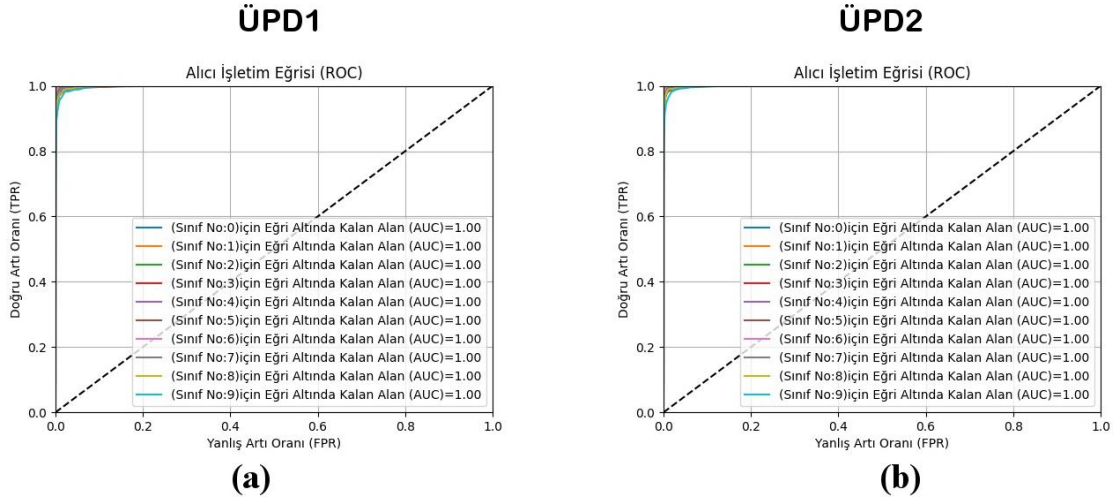 ÜPD1
Alıcı İşletim Eğrisi (ROC)
Doğru Artı Oranı (TPR)
1.0
0.8
0.6
0.4
0.2
0.0
(Sınıf No:0)için Eğri Altında Kalan Alan (AUC)=1.00
(Sınıf No:1)için Eğri Altında Kalan Alan (AUC)=1.00
(Sınıf No:2)için Eğri Altında Kalan Alan (AUC)=1.00
(Sınıf No:3)için Eğri Altında Kalan Alan (AUC)=1.00
(Sınıf No:4)için Eğri Altında Kalan Alan (AUC)=1.00
(Sınıf No:5)için Eğri Altında Kalan Alan (AUC)=1.00
(Sınıf No:6)için Eğri Altında Kalan Alan (AUC)=1.00
(Sınıf No:7)için Eğri Altında Kalan Alan (AUC)=1.00
(Sınıf No:8)için Eğri Altında Kalan Alan (AUC)=1.00
(Sınıf No:9)için Eğri Altında Kalan Alan (AUC)=1.00
0.0 0.2 0.4 0.6 0.8 1.0
Yanlış Artı Oranı (FPR)
(a)
ÜPD2
Alıcı İşletim Eğrisi (ROC)
Doğru Artı Oranı (TPR)
1.0
0.8
0.6
0.4
0.2
0.0
(Sınıf No:0)için Eğri Altında Kalan Alan (AUC)=1.00
(Sınıf No:1)için Eğri Altında Kalan Alan (AUC)=1.00
(Sınıf No:2)için Eğri Altında Kalan Alan (AUC)=1.00
(Sınıf No:3)için Eğri Altında Kalan Alan (AUC)=1.00
(Sınıf No:4)için Eğri Altında Kalan Alan (AUC)=1.00
(Sınıf No:5)için Eğri Altında Kalan Alan (AUC)=1.00
(Sınıf No:6)için Eğri Altında Kalan Alan (AUC)=1.00
(Sınıf No:7)için Eğri Altında Kalan Alan (AUC)=1.00
(Sınıf No:8)için Eğri Altında Kalan Alan (AUC)=1.00
(Sınıf No:9)için Eğri Altında Kalan Alan (AUC)=1.00
0.0 0.2 0.4 0.6 0.8 1.0
Yanlış Artı Oranı (FPR)
(b)